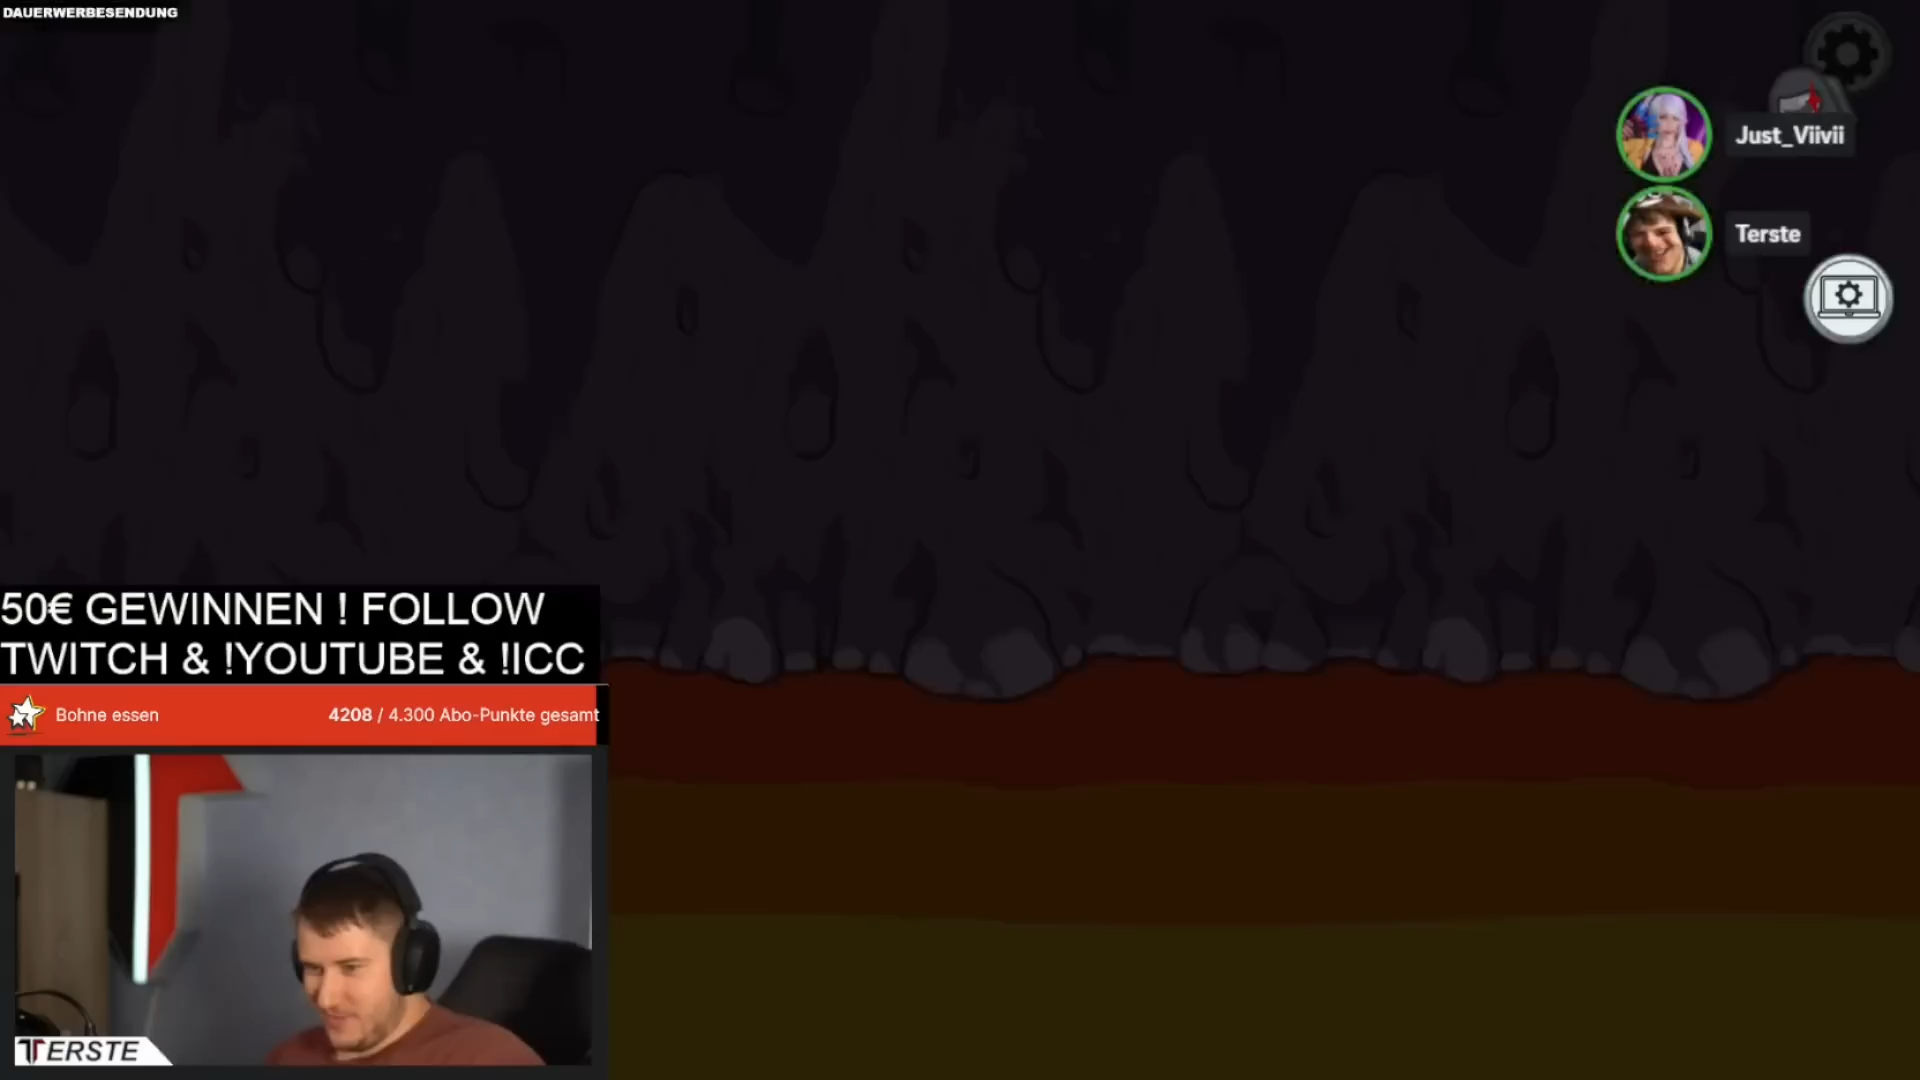 DAUERWERBESENDUNG
Just_Viivii
Terste
50€ GEWINNEN ! FOLLOW
TWITCH & !YOUTUBE & !ICC
Bohne essen 4208 / 4.300 Abo-Punkte gesamt
TERSTE